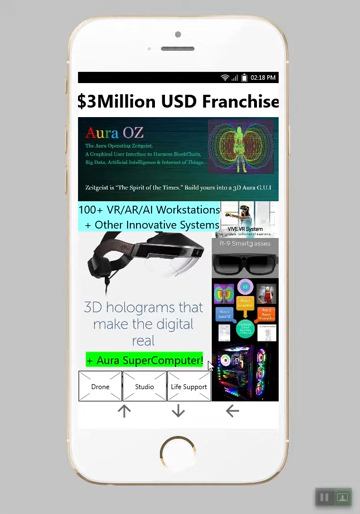 02:18 PM
$3Million USD Franchise
Aura OZ
The Aura Operating Zeitgeist.
A Graphical User Interface to Harness BlockChain,
Big Data, Artificial Intelligence & Internet of Things.
Zeitgeist is "The Spirit of the Times." Build yours into a 3D Aura G.U.I
100+ VR/AR/AI Workstations
+ Other Innovative Systems
VIVE VR System
R-9 Smartglasses
3D holograms that
make the digital
real
+ Aura SuperComputer!
Drone
Studio
Life Support